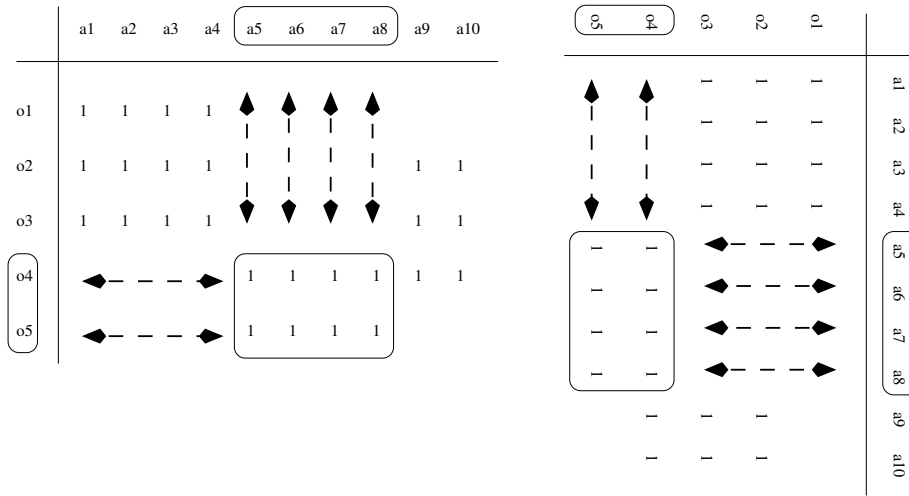 a1 a2 a3 a4 a5 a6 a7 a8 a9 a10
o1 1 1 1 1
o2 1 1 1 1 1 1
o3 1 1 1 1 1 1
o4 1 1 1 1 1 1
o5 1 1 1 1
o5 o4 o3 o2 o1
1 1 1 a1
1 1 1 a2
1 1 1 a3
1 1 1 a4
1 1 a5
1 1 a6
1 1 a7
1 1 a8
1 1 1 a9
1 1 1 a10